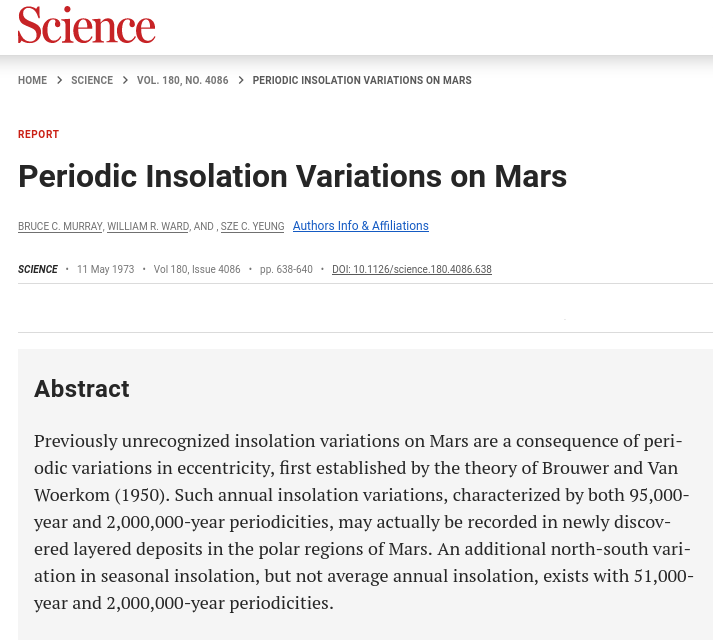 Science
HOME > SCIENCE > VOL. 180, NO. 4086 > PERIODIC INSOLATION VARIATIONS ON MARS
REPORT
Periodic Insolation Variations on Mars
BRUCE C. MURRAY, WILLIAM R. WARD, AND , SZE C. YEUNG Authors Info & Affiliations
SCIENCE • 11 May 1973 • Vol 180, Issue 4086 • pp. 638-640 • DOI: 10.1126/science.180.4086.638
Abstract
Previously unrecognized insolation variations on Mars are a consequence of peri-
odic variations in eccentricity, first established by the theory of Brouwer and Van
Woerkom (1950). Such annual insolation variations, characterized by both 95,000-
year and 2,000,000-year periodicities, may actually be recorded in newly discov-
ered layered deposits in the polar regions of Mars. An additional north-south vari-
ation in seasonal insolation, but not average annual insolation, exists with 51,000-
year and 2,000,000-year periodicities.